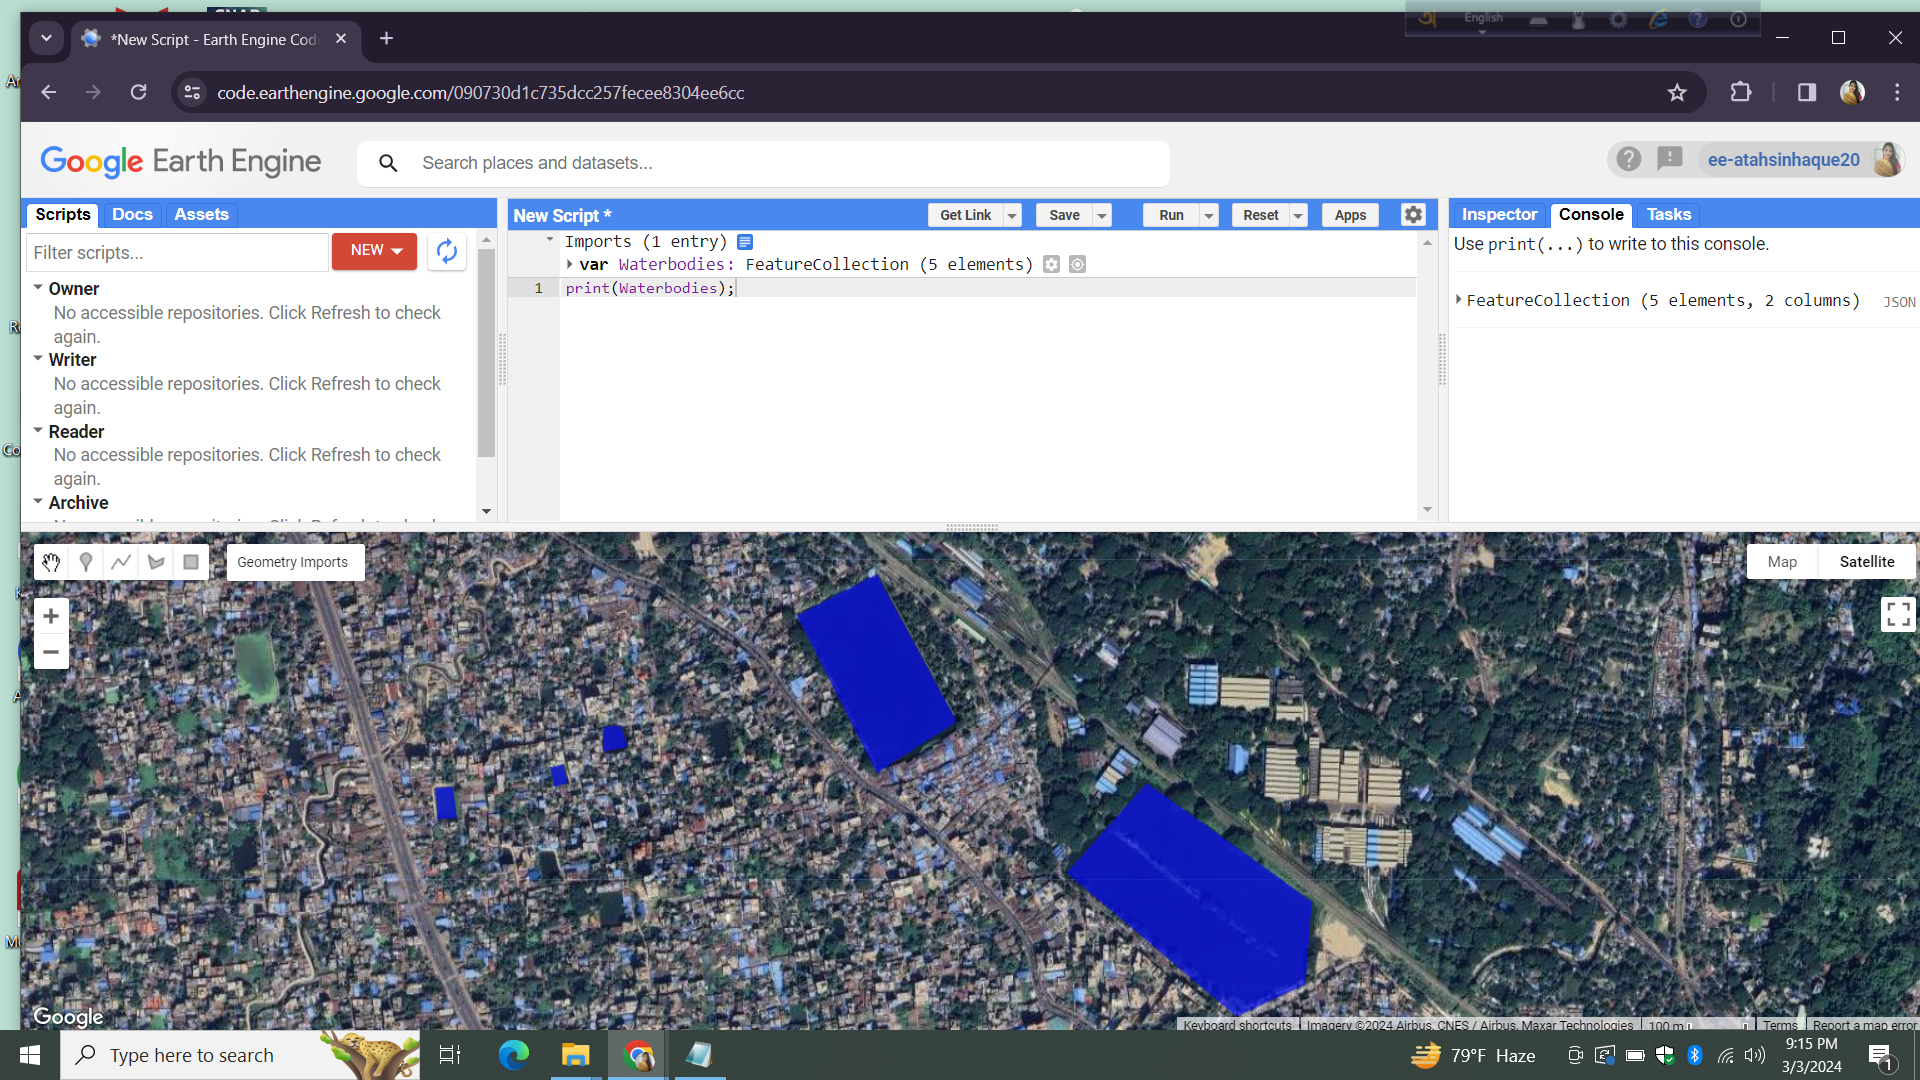 *New Script - Earth Engine Cod
English
code.earthengine.google.com/090730d1c735dcc257fecee8304ee6cc
Google Earth Engine
Search places and datasets...
ee-atahsinhaque20
Scripts Docs Assets
New Script *
Get Link Save Run Reset Apps
Inspector Console Tasks
Filter scripts...
NEW
Imports (1 entry)
var Waterbodies: FeatureCollection (5 elements)
1 print(Waterbodies);
Use print(...) to write to this console.
FeatureCollection (5 elements, 2 columns) JSON
Owner
No accessible repositories. Click Refresh to check
again.
Writer
No accessible repositories. Click Refresh to check
again.
Reader
No accessible repositories. Click Refresh to check
again.
Archive
Geometry Imports
Map Satellite
Google
Keyboard shortcuts Imagery ©2024 Airbus, CNES / Airbus, Maxar Technologies 100 m Terms Report a map error
Type here to search
79°F Haze
9:15 PM
3/3/2024
1